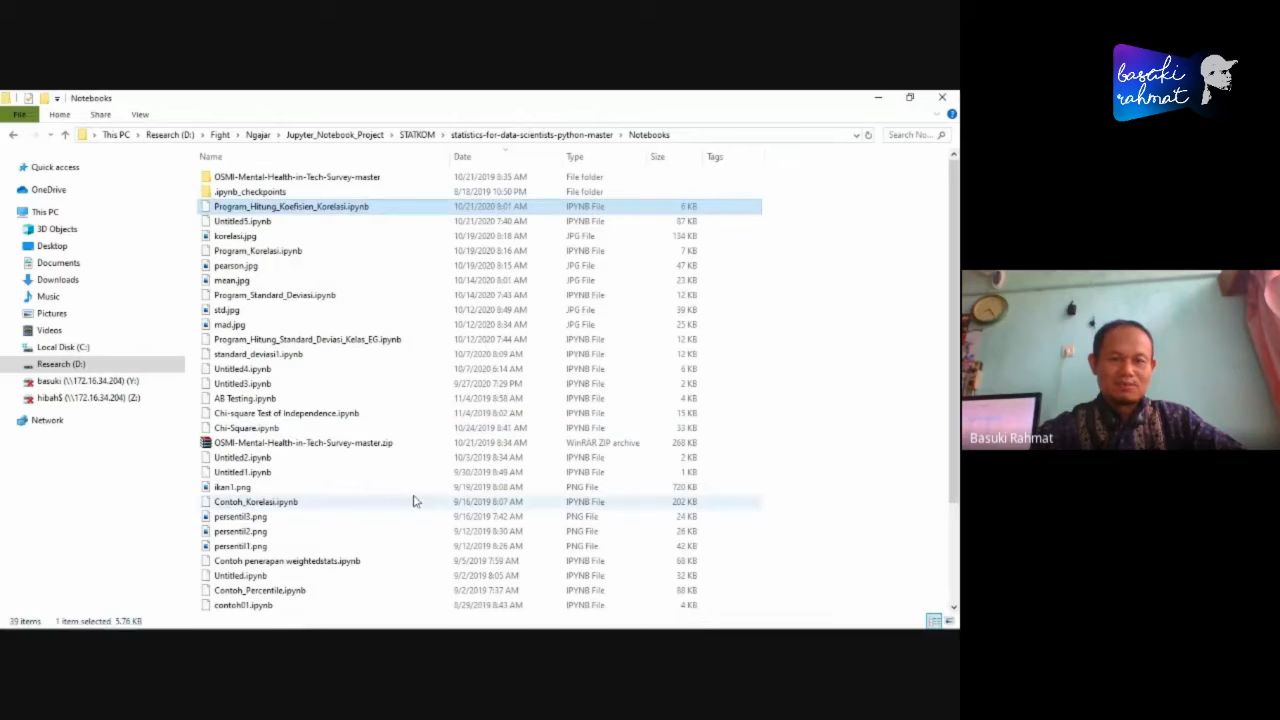 basuki
rahmat
Notebooks
File Home Share View
This PC > Research (D:) > Fight > Ngajar > Jupyter_Notebook_Project > STATKOM > statistics-for-data-scientists-python-master > Notebooks
Search No...
Name Date Type Size Tags
Quick access
OneDrive
This PC
3D Objects
Desktop
Documents
Downloads
Music
Pictures
Videos
Local Disk (C:)
Research (D:)
basuki (\\172.16.34.204) (Y:)
hibah$ (\\172.16.34.204) (Z:)
Network
OSMI-Mental-Health-in-Tech-Survey-master 10/21/2019 8:35 AM File folder
.ipynb_checkpoints 8/18/2019 10:50 PM File folder
Program_Hitung_Koefisien_Korelasi.ipynb 10/21/2020 8:01 AM IPYNB File 6 KB
Untitled5.ipynb 10/21/2020 7:40 AM IPYNB File 87 KB
korelasi.jpg 10/19/2020 8:18 AM JPG File 134 KB
Program_Korelasi.ipynb 10/19/2020 8:16 AM IPYNB File 7 KB
pearson.jpg 10/19/2020 8:15 AM JPG File 47 KB
mean.jpg 10/14/2020 8:01 AM JPG File 23 KB
Program_Standard_Deviasi.ipynb 10/14/2020 7:43 AM IPYNB File 12 KB
std.jpg 10/12/2020 8:49 AM JPG File 39 KB
mad.jpg 10/12/2020 8:34 AM JPG File 25 KB
Program_Hitung_Standard_Deviasi_Kelas_EG.ipynb 10/12/2020 7:44 AM IPYNB File 12 KB
standard_deviasi1.ipynb 10/7/2020 8:09 AM IPYNB File 12 KB
Untitled4.ipynb 10/7/2020 6:14 AM IPYNB File 6 KB
Untitled3.ipynb 9/27/2020 7:29 PM IPYNB File 2 KB
AB Testing.ipynb 11/4/2019 8:58 AM IPYNB File 4 KB
Chi-square Test of Independence.ipynb 11/4/2019 8:02 AM IPYNB File 15 KB
Chi-Square.ipynb 10/24/2019 8:41 AM IPYNB File 33 KB
OSMI-Mental-Health-in-Tech-Survey-master.zip 10/21/2019 8:34 AM WinRAR ZIP archive 268 KB
Untitled2.ipynb 10/3/2019 8:34 AM IPYNB File 2 KB
Untitled1.ipynb 9/30/2019 8:49 AM IPYNB File 1 KB
ikan1.png 9/19/2019 8:08 AM PNG File 720 KB
Contoh_Korelasi.ipynb 9/16/2019 8:07 AM IPYNB File 202 KB
persentil3.png 9/16/2019 7:42 AM PNG File 24 KB
persentil2.png 9/12/2019 8:30 AM PNG File 26 KB
persentil1.png 9/12/2019 8:26 AM PNG File 42 KB
Contoh penerapan weightedstats.ipynb 9/5/2019 7:59 AM IPYNB File 68 KB
Untitled.ipynb 9/2/2019 8:05 AM IPYNB File 32 KB
Contoh_Percentile.ipynb 9/2/2019 7:37 AM IPYNB File 88 KB
contoh01.ipynb 8/29/2019 8:43 AM IPYNB File 4 KB
39 items 1 item selected, 5.76 KB
Basuki Rahmat